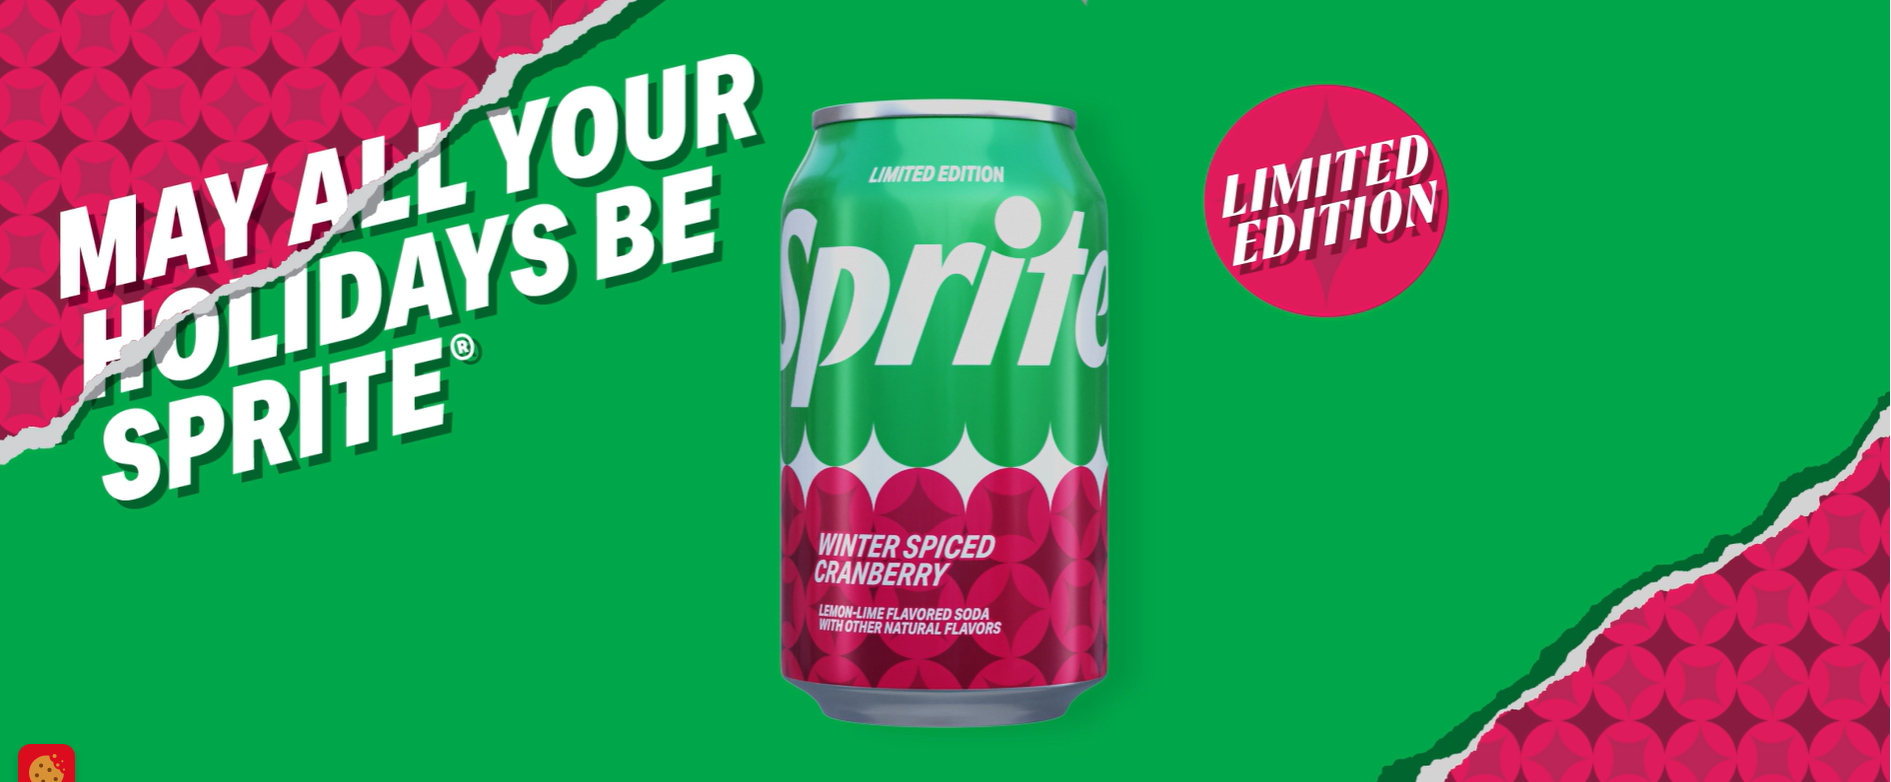 MAY ALL YOUR
HOLIDAYS BE
SPRITE®
LIMITED EDITION
Sprite
WINTER SPICED
CRANBERRY
LEMON-LIME FLAVORED SODA
WITH OTHER NATURAL FLAVORS
LIMITED
EDITION